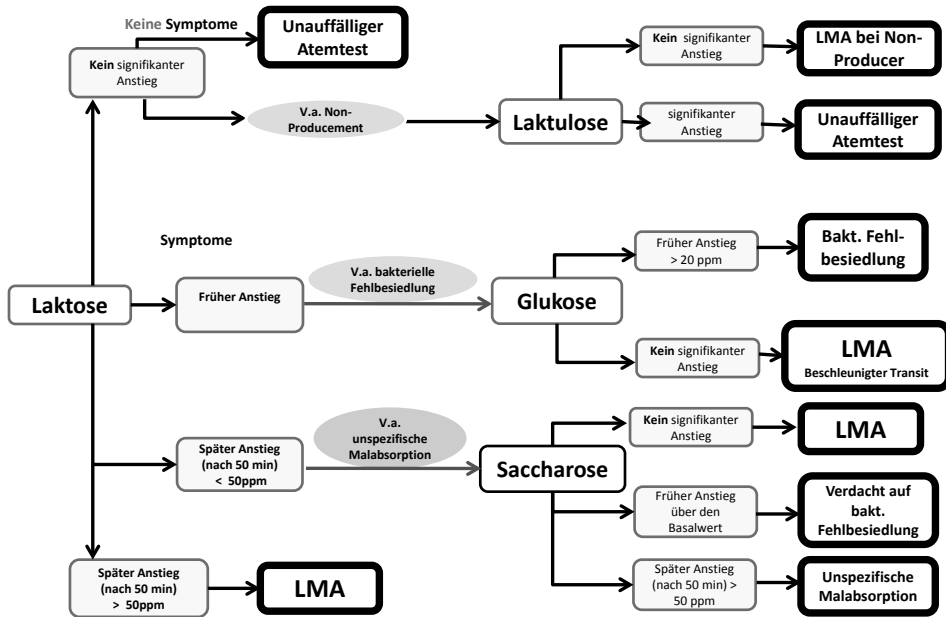 Keine Symptome
Unauffälliger
Atemtest
Kein signifikanter
Anstieg
V.a. Non-
Producement
Laktulose
Kein signifikanter
Anstieg
LMA bei Non-
Producer
signifikanter
Anstieg
Unauffälliger
Atemtest
Symptome
Laktose
Früher Anstieg
V.a. bakterielle
Fehlbesiedlung
Glukose
Früher Anstieg
> 20 ppm
Bakt. Fehl-
besiedlung
Kein signifikanter
Anstieg
LMA
Beschleunigter Transit
Später Anstieg
(nach 50 min)
< 50ppm
V.a.
unspezifische
Malabsorption
Saccharose
Kein signifikanter
Anstieg
LMA
Früher Anstieg
über den
Basalwert
Verdacht auf
bakt.
Fehlbesiedlung
Später Anstieg
(nach 50 min) >
50 ppm
Unspezifische
Malabsorption
Später Anstieg
(nach 50 min)
> 50ppm
LMA